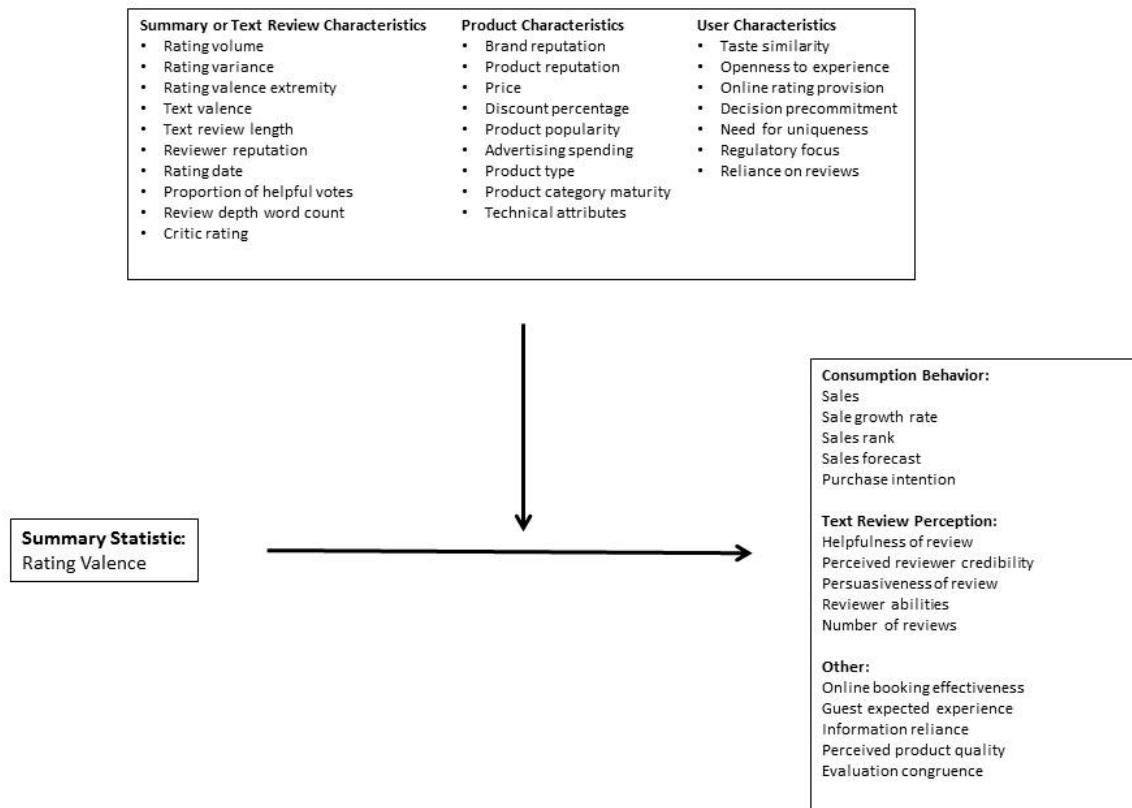 Summary or Text Review Characteristics
• Rating volume
• Rating variance
• Rating valence extremity
• Text valence
• Text review length
• Reviewer reputation
• Rating date
• Proportion of helpful votes
• Review depth word count
• Critic rating
Product Characteristics
• Brand reputation
• Product reputation
• Price
• Discount percentage
• Product popularity
• Advertising spending
• Product type
• Product category maturity
• Technical attributes
User Characteristics
• Taste similarity
• Openness to experience
• Online rating provision
• Decision precommitment
• Need for uniqueness
• Regulatory focus
• Reliance on reviews
Summary Statistic:
Rating Valence
Consumption Behavior:
Sales
Sale growth rate
Sales rank
Sales forecast
Purchase intention
Text Review Perception:
Helpfulness of review
Perceived reviewer credibility
Persuasiveness of review
Reviewer abilities
Number of reviews
Other:
Online booking effectiveness
Guest expected experience
Information reliance
Perceived product quality
Evaluation congruence